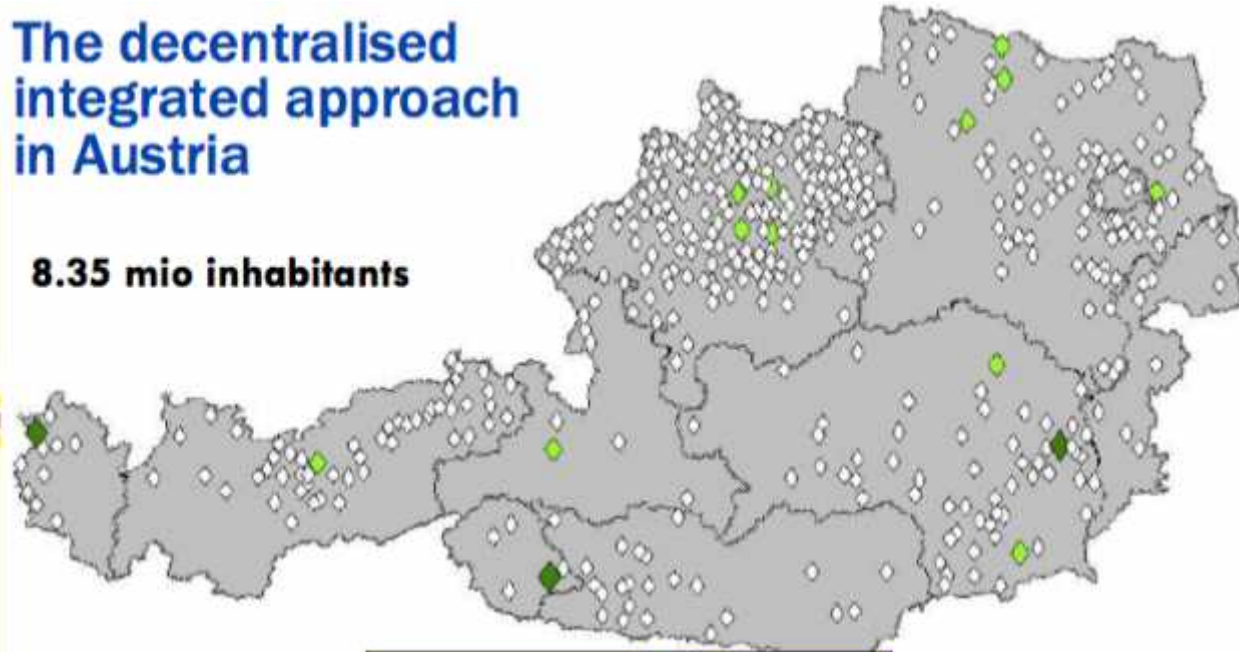 The decentralised
integrated approach
in Austria
8.35 mio inhabitants